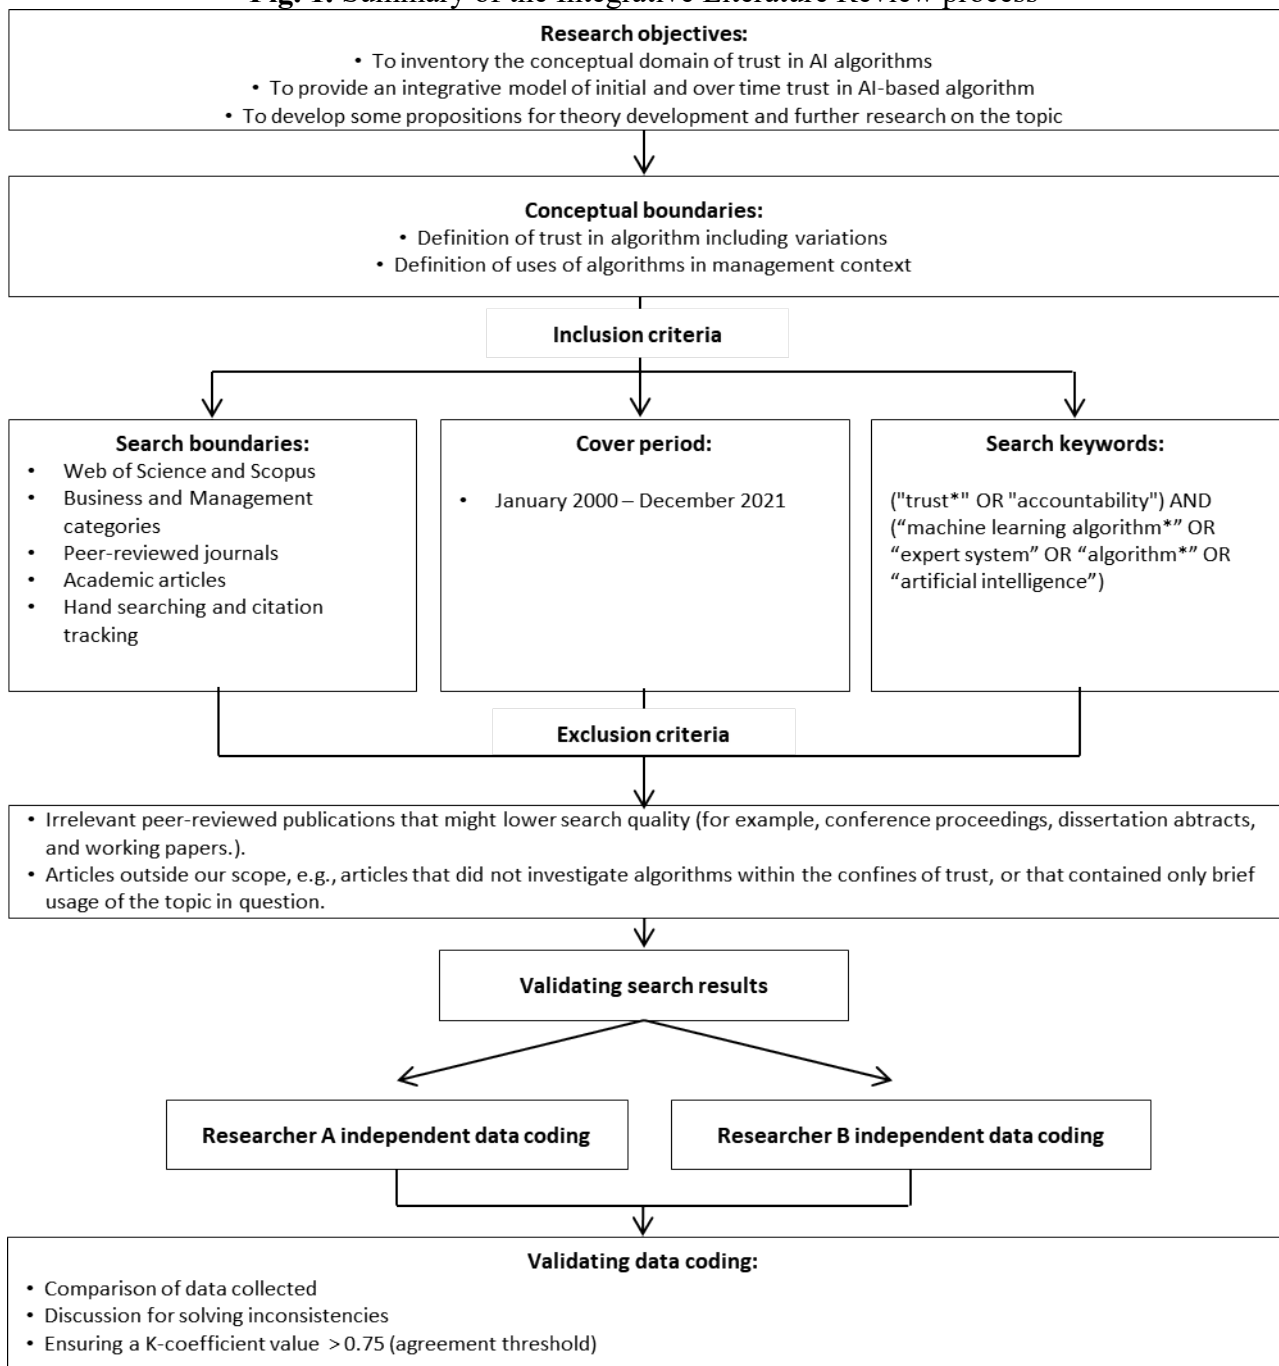 Fig. 1. Summary of the Integrative Literature Review process
Research objectives:
• To inventory the conceptual domain of trust in AI algorithms
• To provide an integrative model of initial and over time trust in AI-based algorithm
• To develop some propositions for theory development and further research on the topic
Conceptual boundaries:
• Definition of trust in algorithm including variations
• Definition of uses of algorithms in management context
Inclusion criteria
Search boundaries:
• Web of Science and Scopus
• Business and Management
categories
• Peer-reviewed journals
• Academic articles
• Hand searching and citation
tracking
Cover period:
• January 2000 – December 2021
Search keywords:
("trust*" OR "accountability") AND
(“machine learning algorithm*” OR
“expert system” OR “algorithm*” OR
“artificial intelligence”)
Exclusion criteria
• Irrelevant peer-reviewed publications that might lower search quality (for example, conference proceedings, dissertation abtracts,
and working papers.).
• Articles outside our scope, e.g., articles that did not investigate algorithms within the confines of trust, or that contained only brief
usage of the topic in question.
Validating search results
Researcher A independent data coding
Researcher B independent data coding
Validating data coding:
• Comparison of data collected
• Discussion for solving inconsistencies
• Ensuring a K-coefficient value > 0.75 (agreement threshold)